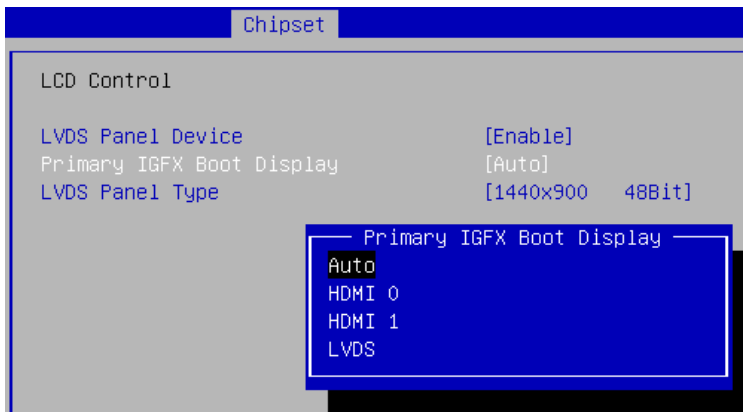 Chipset
LCD Control
LVDS Panel Device [Enable]
Primary IGFX Boot Display [Auto]
LVDS Panel Type [1440x900 48Bit]
Primary IGFX Boot Display
Auto
HDMI 0
HDMI 1
LVDS